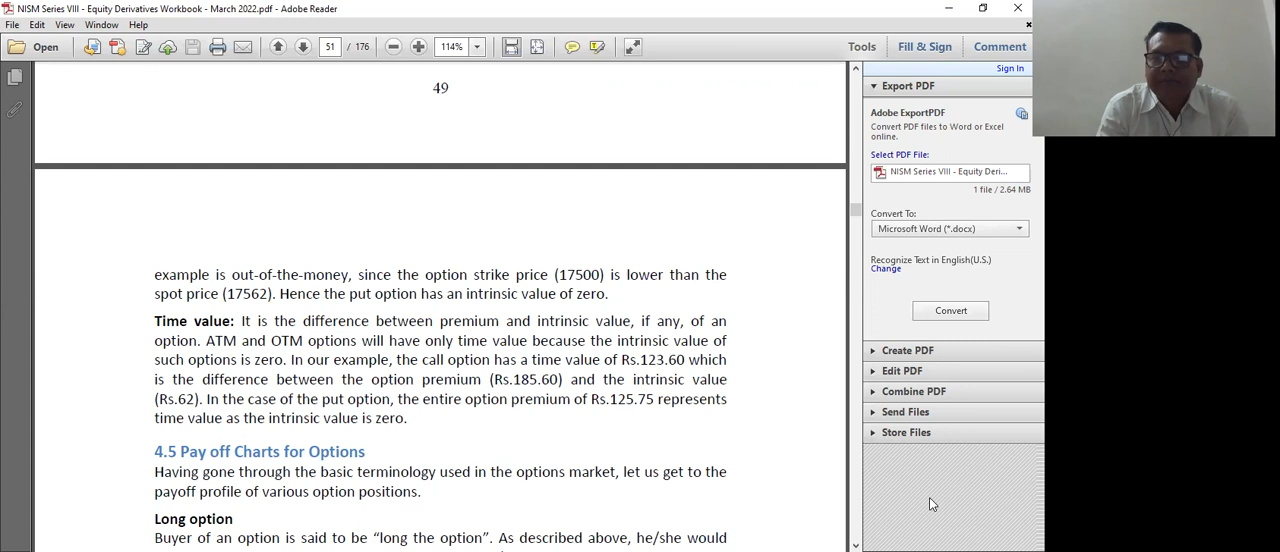 NISM Series VIII - Equity Derivatives Workbook - March 2022.pdf - Adobe Reader
File Edit View Window Help
Open 51 / 176 114% Tools Fill & Sign Comment
Sign In
49
Export PDF
Adobe ExportPDF
Convert PDF files to Word or Excel
online.
Select PDF File:
NISM Series VIII - Equity Deri...
1 file / 2.64 MB
Convert To:
Microsoft Word (*.docx)
Recognize Text in English(U.S.)
Change
Convert
Create PDF
Edit PDF
Combine PDF
Send Files
Store Files
example is out-of-the-money, since the option strike price (17500) is lower than the
spot price (17562). Hence the put option has an intrinsic value of zero.
Time value: It is the difference between premium and intrinsic value, if any, of an
option. ATM and OTM options will have only time value because the intrinsic value of
such options is zero. In our example, the call option has a time value of Rs.123.60 which
is the difference between the option premium (Rs.185.60) and the intrinsic value
(Rs.62). In the case of the put option, the entire option premium of Rs.125.75 represents
time value as the intrinsic value is zero.
4.5 Pay off Charts for Options
Having gone through the basic terminology used in the options market, let us get to the
payoff profile of various option positions.
Long option
Buyer of an option is said to be “long the option”. As described above, he/she would